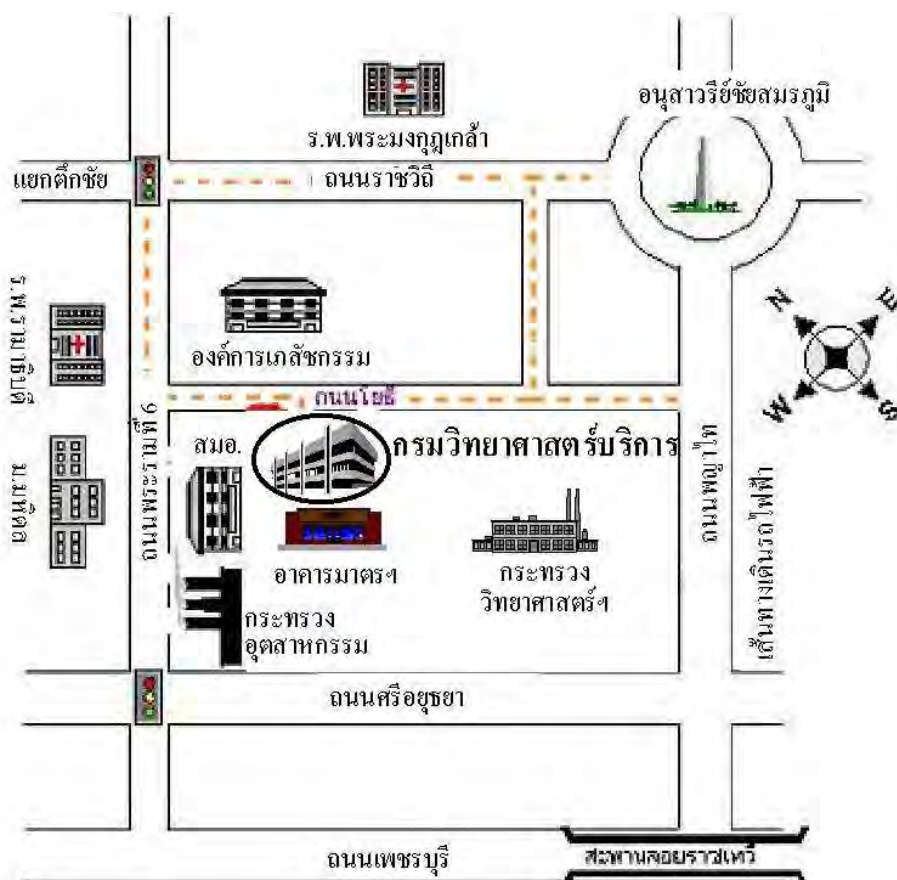 อนุสาวรีย์ชัยสมรภูมิ
ร.พ.พระมงกุฎเกล้า
แยกตึกชัย
ถนนราชวิถี
N
E
W
S
ร.พ.รามาธิบดี
องค์การเภสัชกรรม
ถนนโยธี
ถนนพระรามที่ 6
สมอ.
กรมวิทยาศาสตร์บริการ
ถนนพญาไท
เส้นทางเดินรถไฟฟ้า
ม.มหิดล
อาคารมาตรฯ
กระทรวง
วิทยาศาสตร์ฯ
กระทรวง
อุตสาหกรรม
ถนนศรีอยุธยา
ถนนเพชรบุรี
สะพานลอยราชเทวี